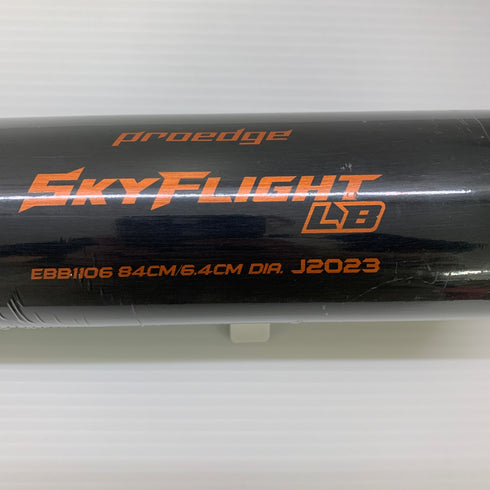 proedge
SKYFLIGHT
LB
EBB1106 84CM/6.4CM DIA. J2023